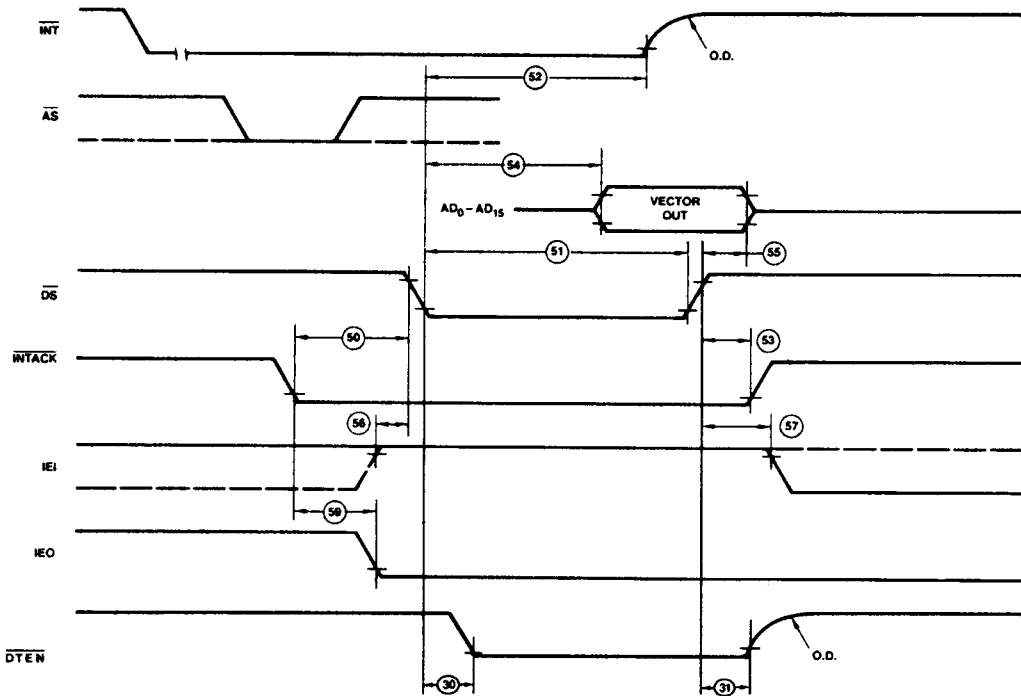 INT
O.D.
52
AS
54
AD0-AD15
VECTOR
OUT
51
55
DS
50
53
INTACK
56
57
IEI
59
IEO
DTEN
O.D.
30
31